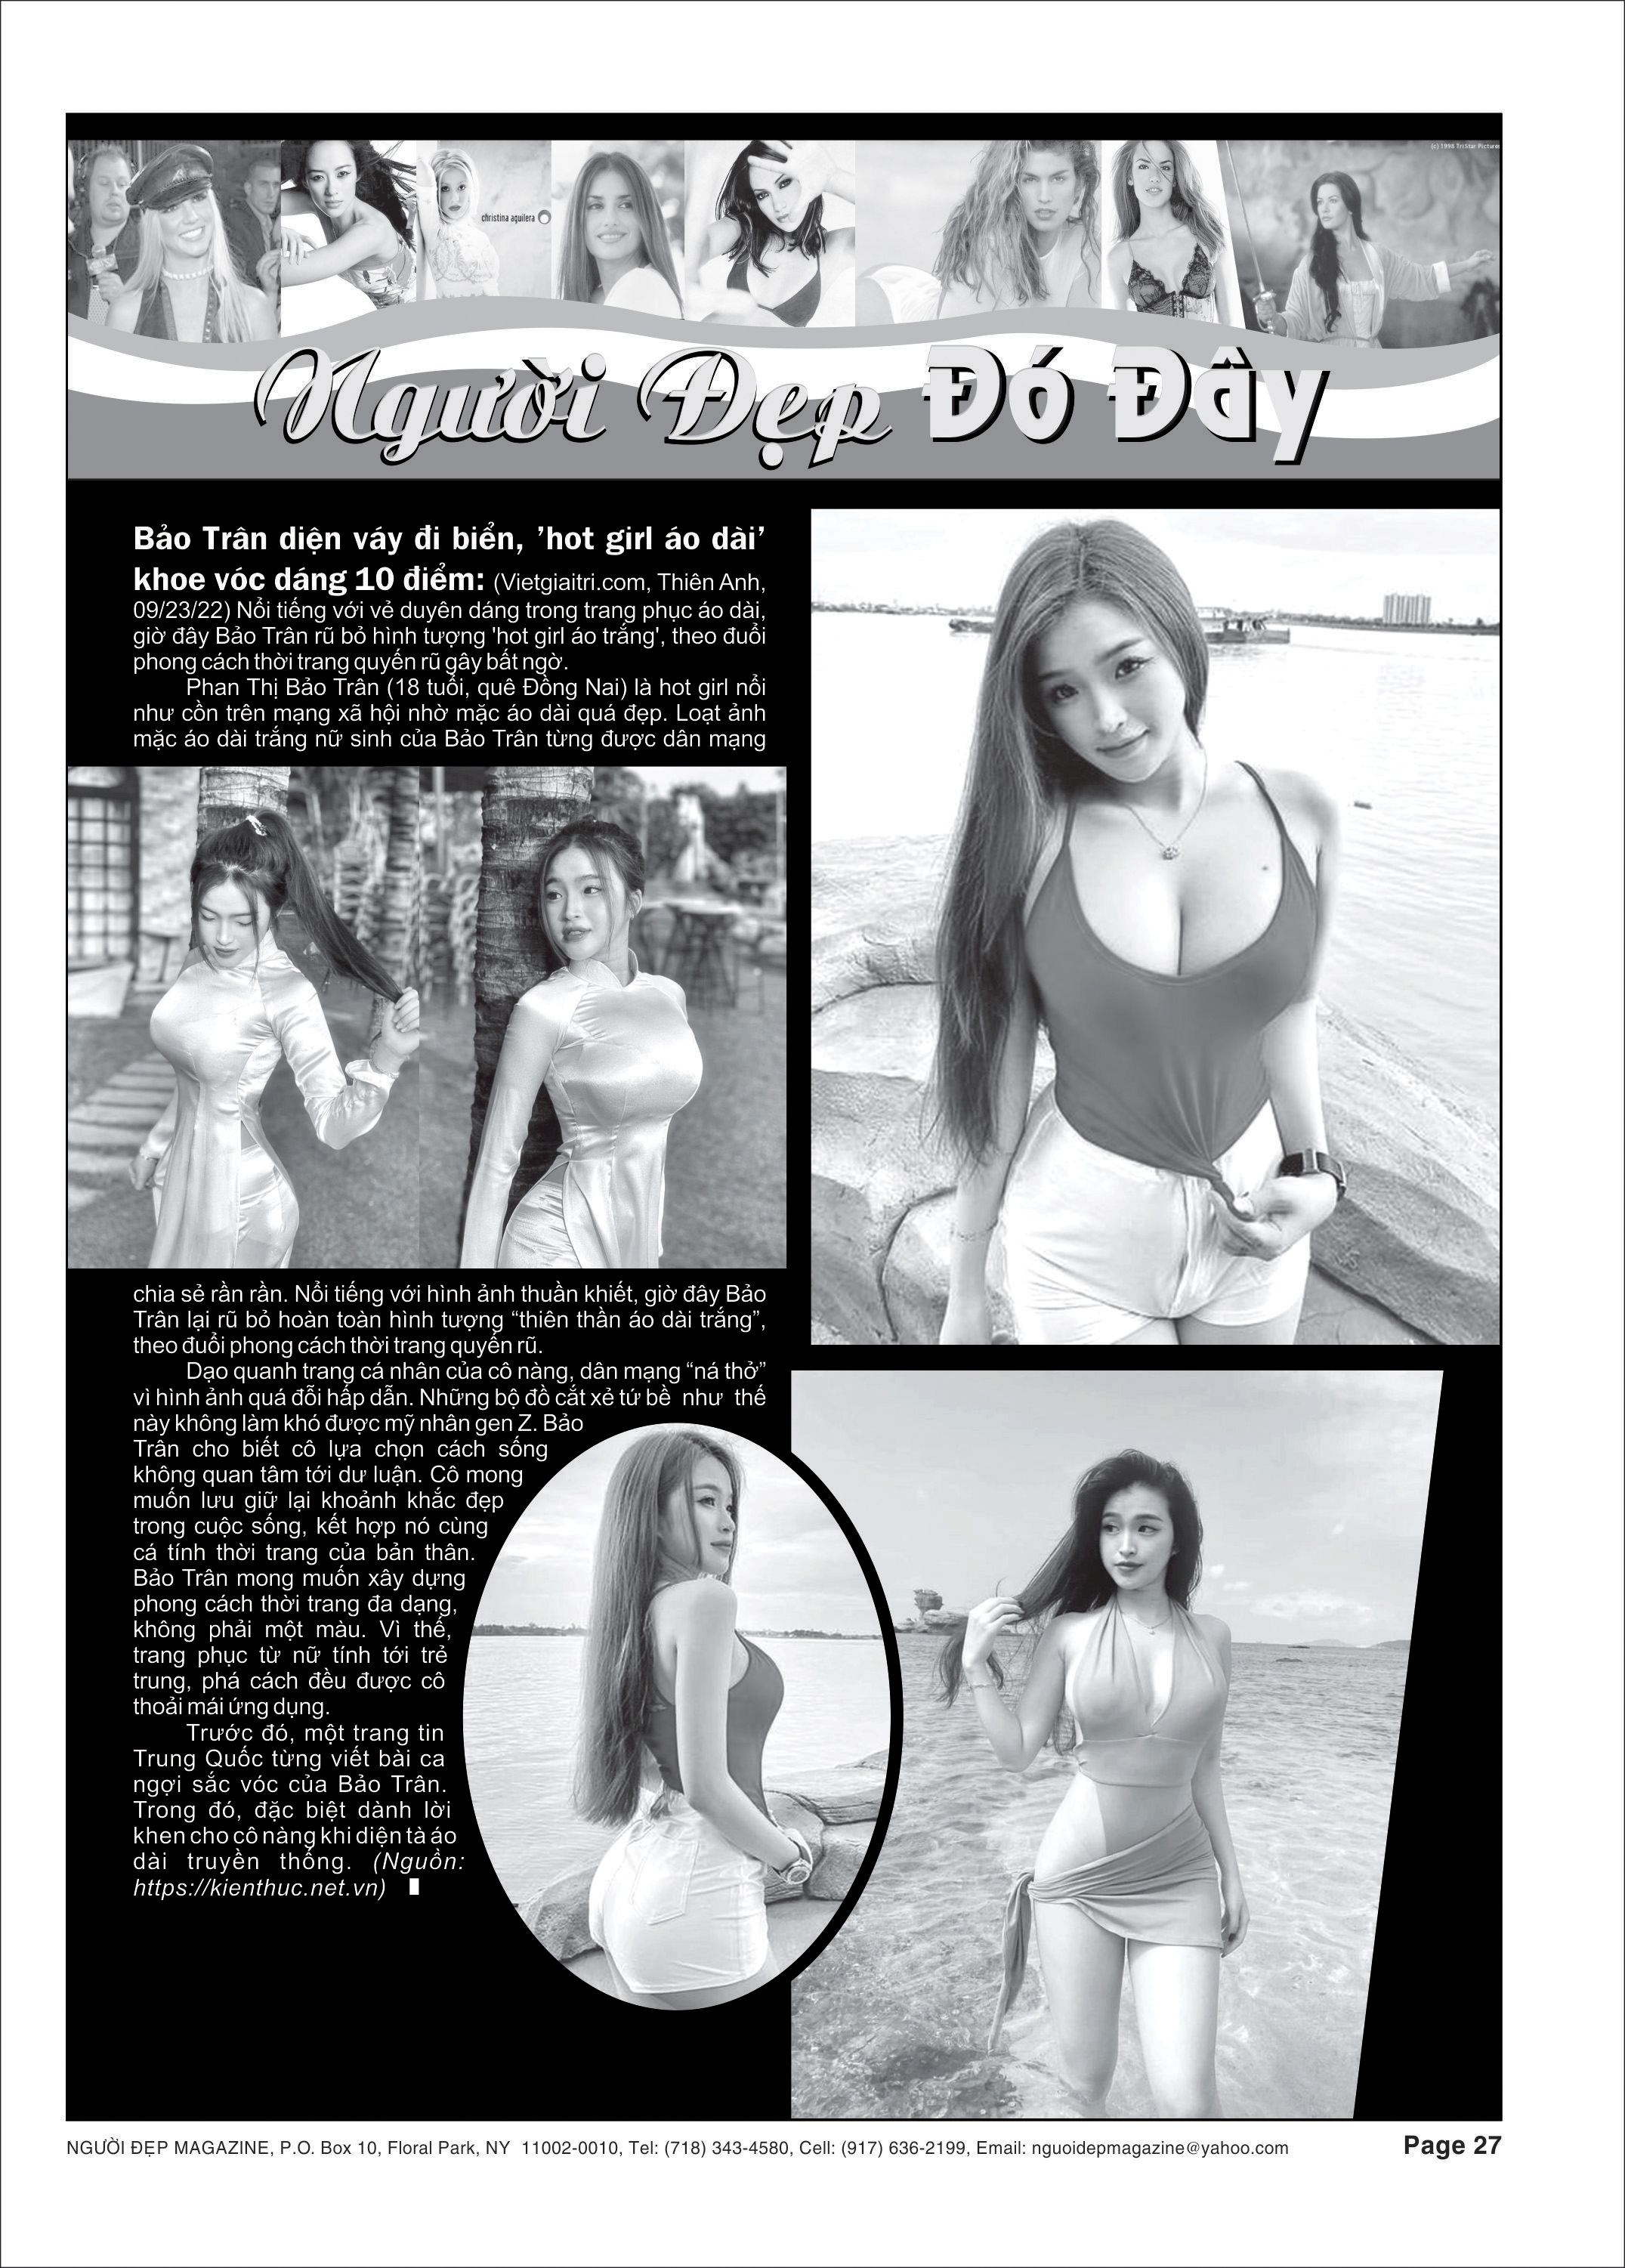 (c) 1998 TriStar Pictures
christina aguilera
Người Đẹp Đó Đây
Bảo Trân diện váy đi biển, ’hot girl áo dài’
khoe vóc dáng 10 điểm: (Vietgiaitri.com, Thiên Anh,
09/23/22) Nổi tiếng với vẻ duyên dáng trong trang phục áo dài,
giờ đây Bảo Trân rũ bỏ hình tượng 'hot girl áo trắng', theo đuổi
phong cách thời trang quyến rũ gây bất ngờ.
Phan Thị Bảo Trân (18 tuổi, quê Đồng Nai) là hot girl nổi
như cồn trên mạng xã hội nhờ mặc áo dài quá đẹp. Loạt ảnh
mặc áo dài trắng nữ sinh của Bảo Trân từng được dân mạng
chia sẻ rần rần. Nổi tiếng với hình ảnh thuần khiết, giờ đây Bảo
Trân lại rũ bỏ hoàn toàn hình tượng “thiên thần áo dài trắng”,
theo đuổi phong cách thời trang quyến rũ.
Dạo quanh trang cá nhân của cô nàng, dân mạng “ná thở”
vì hình ảnh quá đỗi hấp dẫn. Những bộ đồ cắt xẻ tứ bề như thế
này không làm khó được mỹ nhân gen Z. Bảo
Trân cho biết cô lựa chọn cách sống
không quan tâm tới dư luận. Cô mong
muốn lưu giữ lại khoảnh khắc đẹp
trong cuộc sống, kết hợp nó cùng
cá tính thời trang của bản thân.
Bảo Trân mong muốn xây dựng
phong cách thời trang đa dạng,
không phải một màu. Vì thế,
trang phục từ nữ tính tới trẻ
trung, phá cách đều được cô
thoải mái ứng dụng.
Trước đó, một trang tin
Trung Quốc từng viết bài ca
ngợi sắc vóc của Bảo Trân.
Trong đó, đặc biệt dành lời
khen cho cô nàng khi diện tà áo
dài truyền thống. (Nguồn:
https://kienthuc.net.vn)
NGƯỜI ĐẸP MAGAZINE, P.O. Box 10, Floral Park, NY 11002-0010, Tel: (718) 343-4580, Cell: (917) 636-2199, Email: nguoidepmagazine@yahoo.com
Page 27